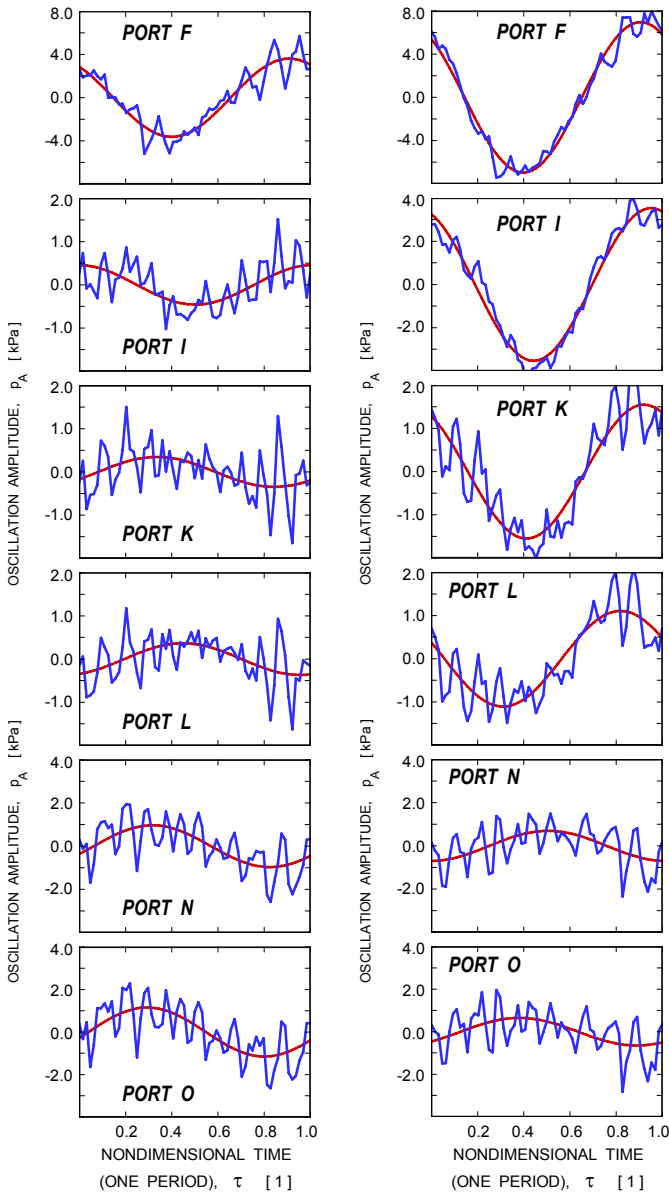 8.0
4.0
0.0
-4.0
PORT F
8.0
4.0
0.0
-4.0
PORT F
2.0
1.0
0.0
-1.0
PORT I
4.0
2.0
0.0
-2.0
PORT I
2.0
1.0
0.0
-1.0
PORT K
2.0
1.0
0.0
-1.0
PORT K
2.0
1.0
0.0
-1.0
PORT L
2.0
1.0
0.0
-1.0
PORT L
4.0
2.0
0.0
-2.0
PORT N
4.0
2.0
0.0
-2.0
PORT N
4.0
2.0
0.0
-2.0
PORT O
4.0
2.0
0.0
-2.0
PORT O
OSCILLATION AMPLITUDE, pA [kPa]
OSCILLATION AMPLITUDE, pA [kPa]
OSCILLATION AMPLITUDE, pA [kPa]
OSCILLATION AMPLITUDE, pA [kPa]
0.2 0.4 0.6 0.8 1.0
NONDIMENSIONAL TIME
(ONE PERIOD), τ [1]
0.2 0.4 0.6 0.8 1.0
NONDIMENSIONAL TIME
(ONE PERIOD), τ [1]